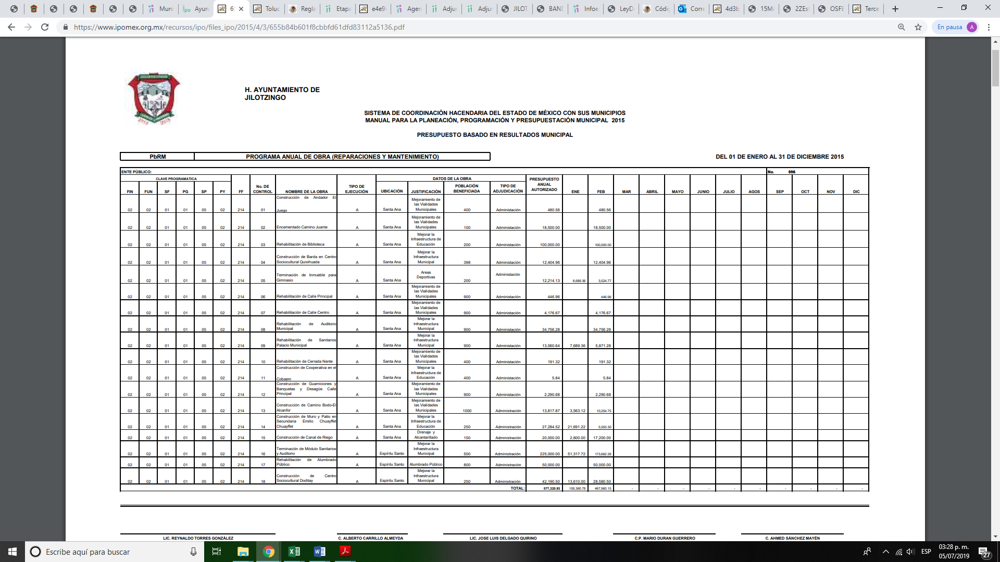 Muni
Ayun
65
Toluc
Regla
Etapa
e4e9
Agen
Adjur
Adjur
JILOT
BAND
Infoe
LeyD
Códig
Corre
4d3b
15MA
2ZEs
OSFE
Terce
https://www.ipomex.org.mx/recursos/ipo/files_ipo/2015/4/3/655b84b601f8cbbfd61dfd83112a5136.pdf
En pausa A
H. AYUNTAMIENTO DE
JILOTZINGO
SISTEMA DE COORDINACIÓN HACENDARIA DEL ESTADO DE MÉXICO CON SUS MUNICIPIOS
MANUAL PARA LA PLANEACIÓN, PROGRAMACIÓN Y PRESUPUESTACIÓN MUNICIPAL 2015
PRESUPUESTO BASADO EN RESULTADOS MUNICIPAL
PbRM PROGRAMA ANUAL DE OBRA (REPARACIONES Y MANTENIMIENTO) DEL 01 DE ENERO AL 31 DE DICIEMBRE 2015
ENTE PÚBLICO: No. 096
CLAVE PROGRAMATICA DATOS DE LA OBRA
FIN FUN SF PG SP PY FF No. DE CONTROL NOMBRE DE LA OBRA TIPO DE EJECUCIÓN UBICACIÓN JUSTIFICACIÓN POBLACIÓN BENEFICIADA TIPO DE ADJUDICACIÓN PRESUPUESTO ANUAL AUTORIZADO ENE FEB MAR ABRIL MAYO JUNIO JULIO AGOS SEP OCT NOV DIC
02 02 01 01 05 02 214 01 Construcción de Andador El Juego A Santa Ana Mejoramiento de las Vialidades Municipales 400 Administación 480.56 480.56
02 02 01 01 05 02 214 02 Encementado Camino Juante A Santa Ana Mejoramiento de las Vialidades Municipales 100 Administación 18,500.00 18,500.00
02 02 01 01 05 02 214 03 Rehabilitación de Biblioteca A Santa Ana Mejorar la Infraestructura de Educación 200 Administación 100,000.00 100,000.00
02 02 01 01 05 02 214 04 Construcción de Barda en Centro Sociocultural Quixihuada A Santa Ana Mejorar la Infraestructura Municipal 398 Administación 12,404.96 12,404.96
02 02 01 01 05 02 214 05 Terminación de Inmueble para Gimnasio A Santa Ana Areas Deportivas 200 Administación 12,214.13 8,689.36 3,524.77
02 02 01 01 05 02 214 06 Rehabilitación de Calle Principal A Santa Ana Mejoramiento de las Vialidades Municipales 900 Administación 446.96 446.96
02 02 01 01 05 02 214 07 Rehabilitación de Calle Centro A Santa Ana Mejoramiento de las Vialidades Municipales 900 Administación 4,176.67 4,176.67
02 02 01 01 05 02 214 08 Rehabilitación de Auditorio Municipal A Santa Ana Mejorar la Infraestructura Municipal 900 Administación 34,756.28 34,756.28
02 02 01 01 05 02 214 09 Rehabilitación de Sanitarios Palacio Municipal A Santa Ana Mejorar la Infraestructura Municipal 900 Administación 13,560.64 7,689.36 5,871.28
02 02 01 01 05 02 214 10 Rehabilitación de Cerrada Nente A Santa Ana Mejoramiento de las Vialidades Municipales 400 Administación 191.32 191.32
02 02 01 01 05 02 214 11 Construcción de Cooperativa en el Cobaem A Santa Ana Mejorar la Infraestructura de Educación 400 Administación 5.84 5.84
02 02 01 01 05 02 214 12 Construcción de Guarniciones y Banquetas y Desagüe Calle Principal A Santa Ana Mejoramiento de las Vialidades Municipales 900 Administación 2,290.68 2,290.68
02 02 01 01 05 02 214 13 Construcción de Camino Bodo-El Alcanfor A Santa Ana Mejoramiento de las Vialidades Municipales 1000 Administración 13,817.87 3,563.12 10,254.75
02 02 01 01 05 02 214 14 Construcción de Muro y Patio en Secundaria Emilio Chuayffet Chuayffet A Santa Ana Mejorar la Infraestructura de Educación 250 Administración 27,284.52 21,691.22 5,593.30
02 02 01 01 05 02 214 15 Construcción de Canal de Riego A Santa Ana Drenaje y Alcantarillado 150 Administración 20,000.00 2,800.00 17,200.00
02 02 01 01 05 02 214 16 Terminación de Módulo Sanitarios y Auditorio A Espíritu Santo Mejorar la Infraestructura Municipal 500 Administración 225,000.00 51,317.72 173,682.28
02 02 01 01 05 02 214 17 Rehabilitación de Alumbrado Público A Espíritu Santo Alumbrado Público 800 Administración 50,000.00 50,000.00
02 02 01 01 05 02 214 18 Construcción de Centro Sociocultural Doditay A Espíritu Santo Mejorar la Infraestructura Municipal 250 Administración 42,190.50 13,610.00 28,580.50
TOTAL: 577,320.93 109,360.78 467,960.15 - - - - - - - - - -
LIC. REYNALDO TORRES GONZÁLEZ C. ALBERTO CARRILLO ALMEYDA LIC. JOSE LUIS DELGADO QUIRINO C.P. MARIO DURAN GUERRERO C. AHMED SÁNCHEZ MAYÉN
Escribe aquí para buscar
ESP
03:28 p. m.
05/07/2019
27